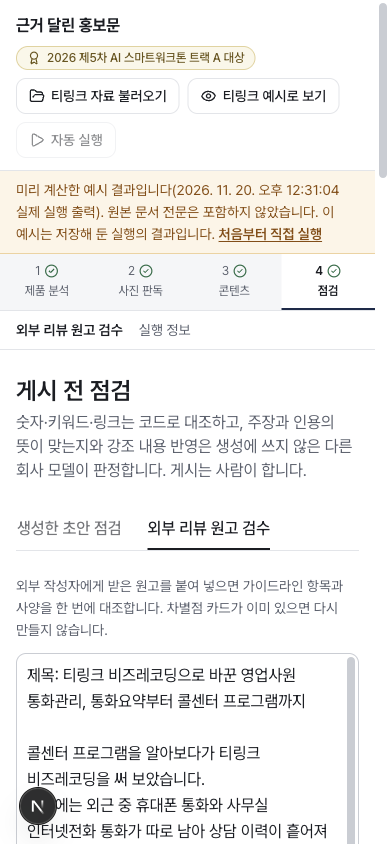 근거 달린 홍보문
2026 제5차 AI 스마트워크톤 트랙 A 대상
티링크 자료 불러오기
티링크 예시로 보기
자동 실행
미리 계산한 예시 결과입니다(2026. 11. 20. 오후 12:31:04
실제 실행 출력). 원본 문서 전문은 포함하지 않았습니다. 이
예시는 저장해 둔 실행의 결과입니다. 처음부터 직접 실행
1
제품 분석
2
사진 판독
3
콘텐츠
4
점검
외부 리뷰 원고 검수 실행 정보
게시 전 점검
숫자·키워드·링크는 코드로 대조하고, 주장과 인용의
뜻이 맞는지와 강조 내용 반영은 생성에 쓰지 않은 다른
회사 모델이 판정합니다. 게시는 사람이 합니다.
생성한 초안 점검 외부 리뷰 원고 검수
외부 작성자에게 받은 원고를 붙여 넣으면 가이드라인 항목과
사양을 한 번에 대조합니다. 차별점 카드가 이미 있으면 다시
만들지 않습니다.
제목: 티링크 비즈레코딩으로 바꾼 영업사원
통화관리, 통화요약부터 콜센터 프로그램까지
콜센터 프로그램을 알아보다가 티링크
비즈레코딩을 써 보았습니다.
에는 외근 중 휴대폰 통화와 사무실
인터넷전화 통화가 따로 남아 상담 이력이 흩어져
N